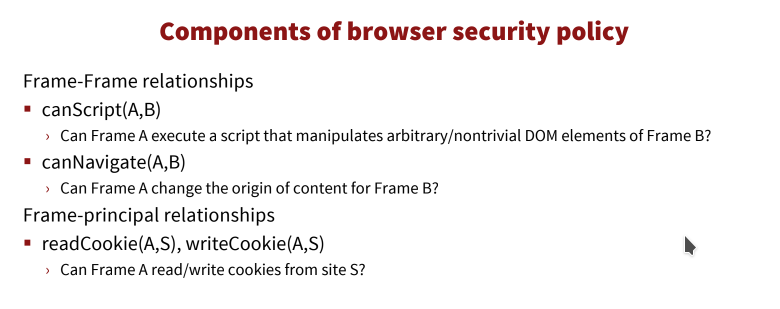 Components of browser security policy
Frame-Frame relationships
▪ canScript(A,B)
› Can Frame A execute a script that manipulates arbitrary/nontrivial DOM elements of Frame B?
▪ canNavigate(A,B)
› Can Frame A change the origin of content for Frame B?
Frame-principal relationships
▪ readCookie(A,S), writeCookie(A,S)
› Can Frame A read/write cookies from site S?